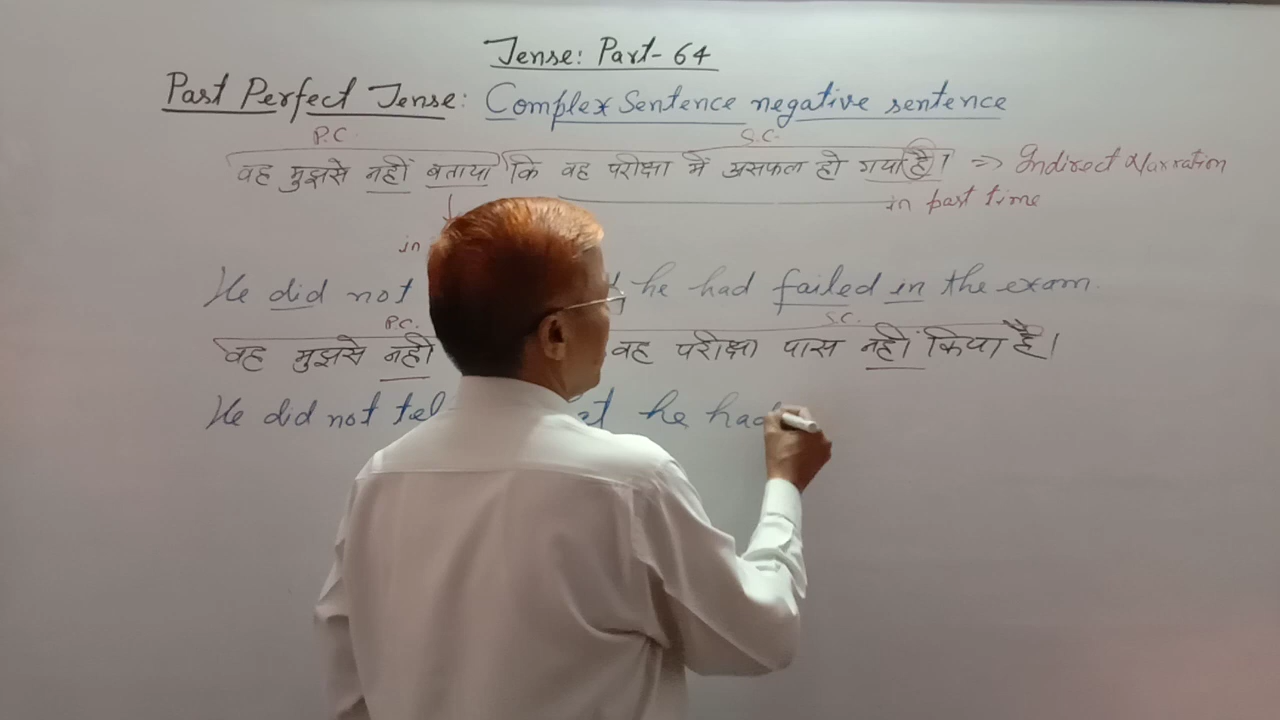 Tense: Part-64
Past Perfect Tense: Complex Sentence negative sentence
P.C. S.C.
वह मुझसे नहीं बताया कि वह परीक्षा में असफल हो गया है। => Indirect Narration
in past time
in
He did not he had failed in the exam.
P.C. S.C.
वह मुझसे नहीं वह परीक्षा पास नहीं किया है।
He did not he had